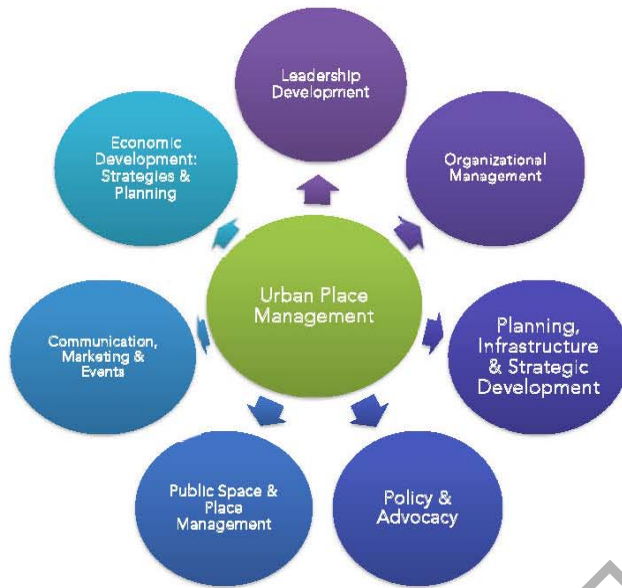 Leadership
Development
Organizational
Management
Planning,
Infrastructure
& Strategic
Development
Policy &
Advocacy
Public Space &
Place
Management
Communication,
Marketing &
Events
Economic
Development:
Strategies &
Planning
Urban Place
Management